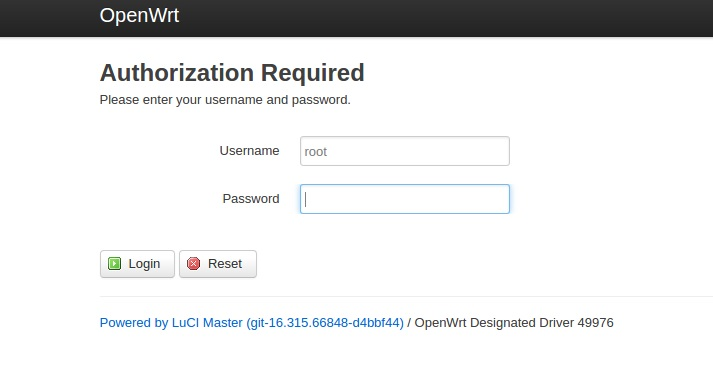 OpenWrt
Authorization Required
Please enter your username and password.
Username root
Password
Login Reset
Powered by LuCI Master (git-16.315.66848-d4bbf44) / OpenWrt Designated Driver 49976